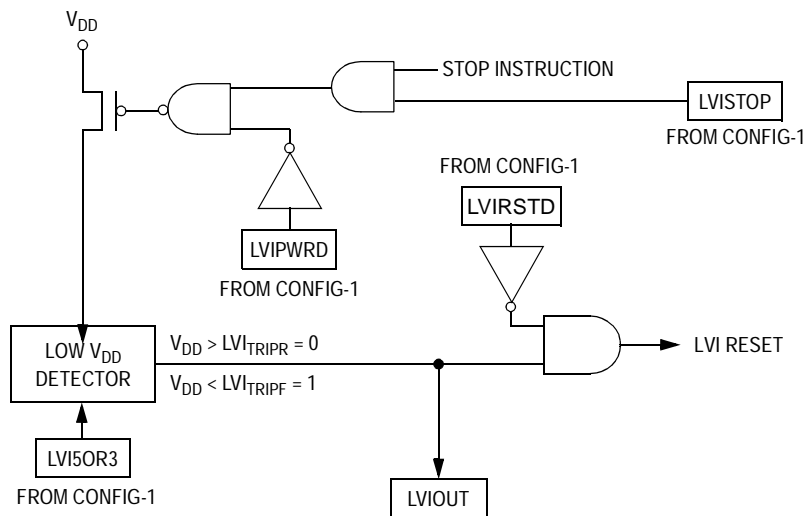 VDD
STOP INSTRUCTION
LVISTOP
FROM CONFIG-1
FROM CONFIG-1
LVIRSTD
LVIPWRD
FROM CONFIG-1
LOW VDD
DETECTOR
VDD > LVITRIPR = 0
VDD < LVITRIPF = 1
LVI RESET
LVI5OR3
FROM CONFIG-1
LVIOUT